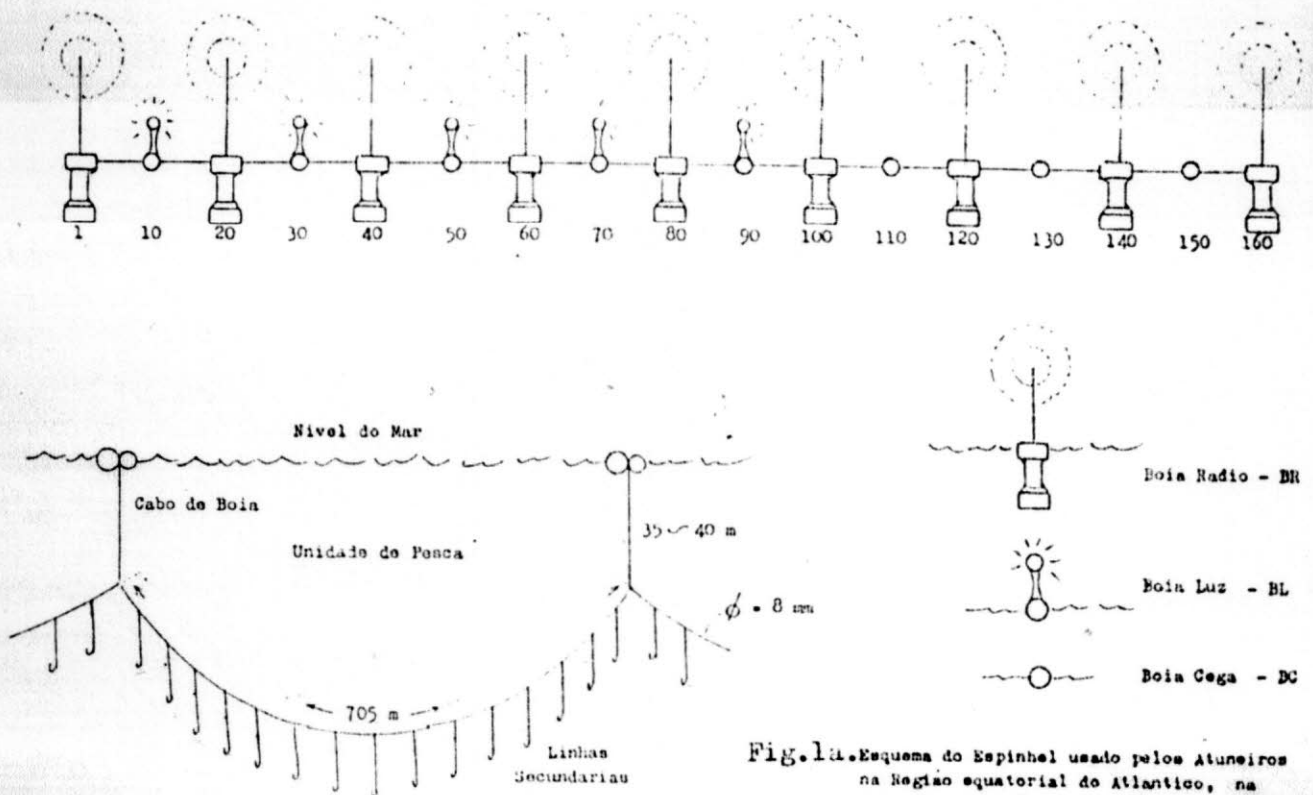 1 10 20 30 40 50 60 70 80 90 100 110 120 130 140 150 160
Nivel do Mar
Cabo de Boia
35~40 m
Unidade de Pesca
ϕ = 8 mm
705 m
Linhas
Secundarias
Boia Radio - BR
Boia Luz - BL
Boia Cega - BC
Fig.1a.Esquema do Espinhel usado pelos Atuneiros
na Região equatorial do Atlantico, na